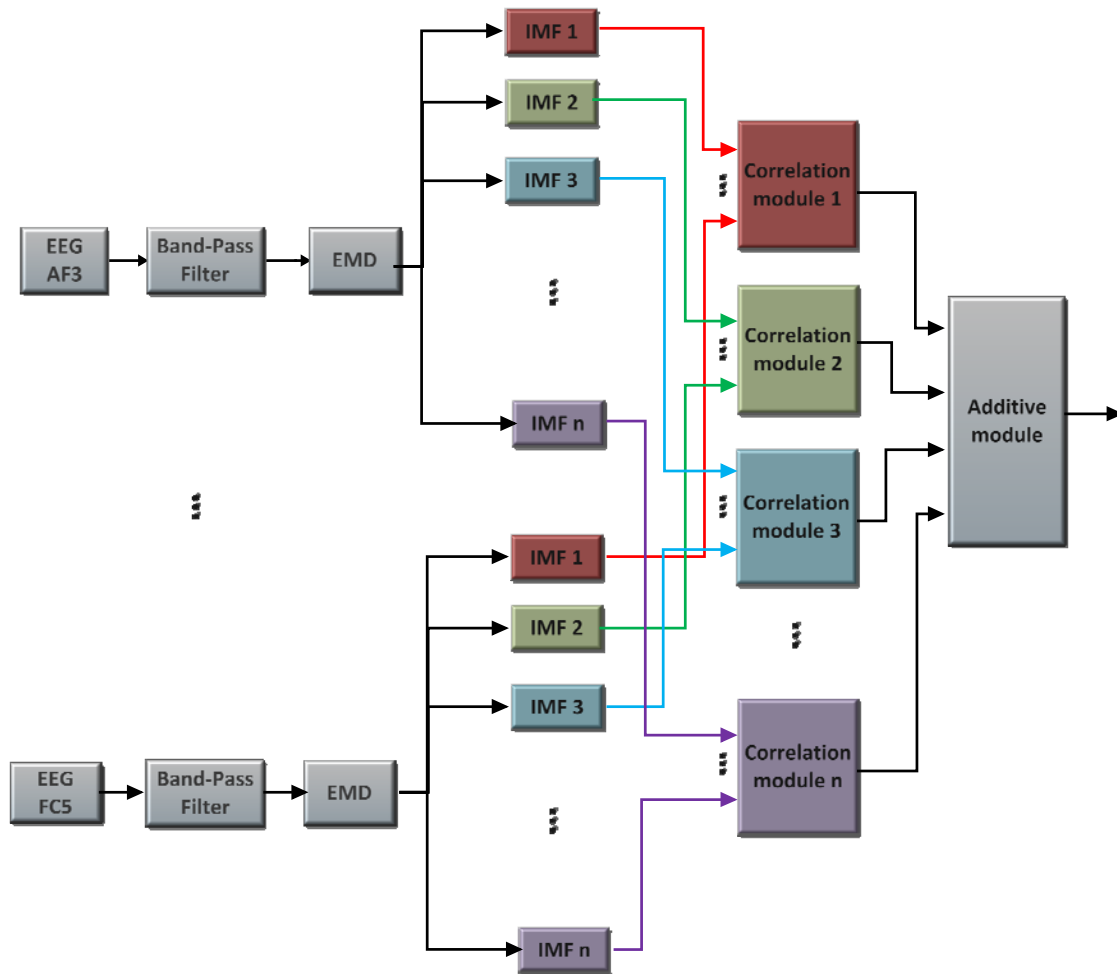 IMF 1
IMF 2
IMF 3
EEG
AF3
Band-Pass
Filter
EMD
IMF n
IMF 1
IMF 2
IMF 3
EEG
FC5
Band-Pass
Filter
EMD
IMF n
Correlation
module 1
Correlation
module 2
Correlation
module 3
Correlation
module n
Additive
module